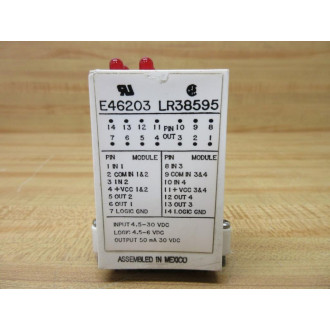 E46203 LR38595
14 13 12 11 PIN 10 9 8
7 6 5 4 OUT 3 2 1
PIN MODULE PIN MODULE
1 IN 1 8 IN 3
2 COM IN 1&2 9 COM IN 3&4
3 IN 2 10 IN 4
4 +VCC 1&2 11 +VCC 3&4
5 OUT 2 12 OUT 4
6 OUT 1 13 OUT 3
7 LOGIC GND 14 LOGIC GND
INPUT 4.5-30 VDC
LOGIC 4.5-6 VDC
OUTPUT 50 mA 30 VDC
ASSEMBLED IN MEXICO